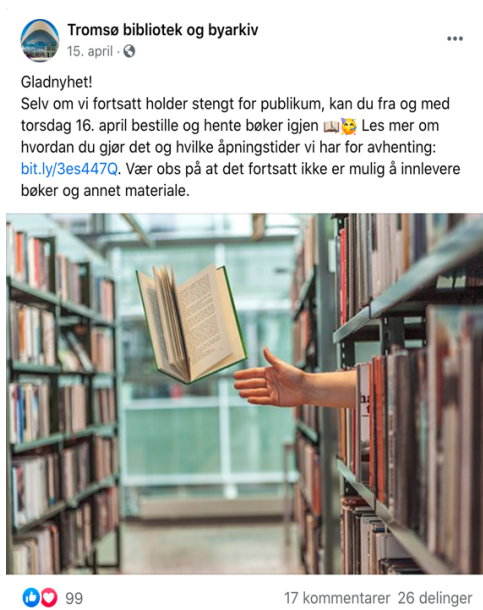 Tromsø bibliotek og byarkiv
15. april ·
Gladnyhet!
Selv om vi fortsatt holder stengt for publikum, kan du fra og med
torsdag 16. april bestille og hente bøker igjen 📖🥳 Les mer om
hvordan du gjør det og hvilke åpningstider vi har for avhenting:
bit.ly/3es447Q. Vær obs på at det fortsatt ikke er mulig å innlevere
bøker og annet materiale.
99
17 kommentarer 26 delinger